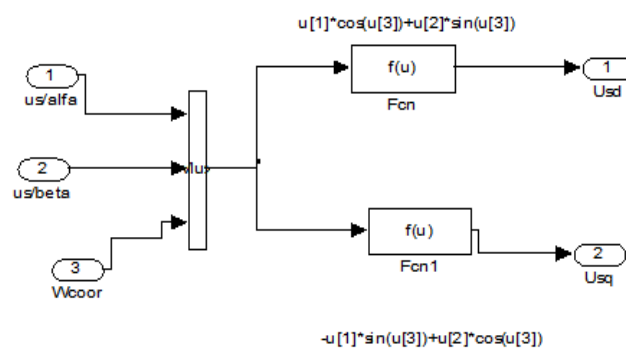 u[1]*cos(u[3])+u[2]*sin(u[3])
1
us/alfa
f(u)
Fcn
1
Usd
2
us/beta
f(u)
Fcn1
2
Usq
3
Wcoor
-u[1]*sin(u[3])+u[2]*cos(u[3])